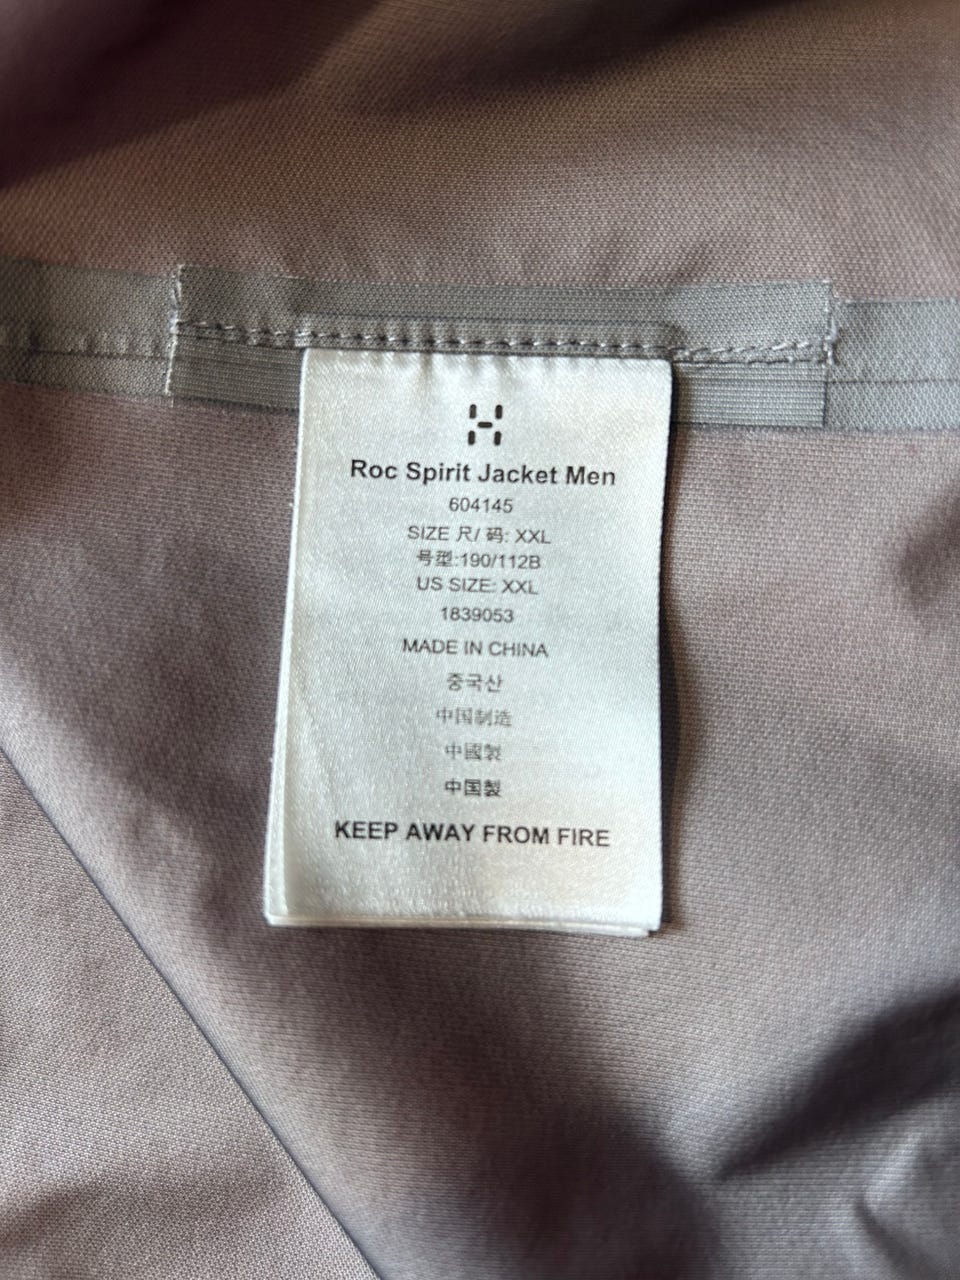 Roc Spirit Jacket Men
604145
SIZE 尺/ 码: XXL
号型:190/112B
US SIZE: XXL
1839053
MADE IN CHINA
중국산
中国制造
中國製
中国製
KEEP AWAY FROM FIRE